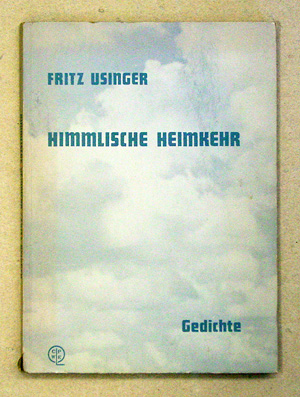 FRITZ USINGER
HIMMLISCHE HEIMKEHR
Gedichte